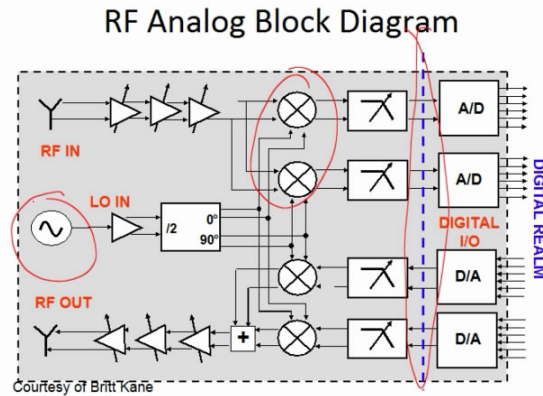 RF Analog Block Diagram
A/D
RF IN
A/D
LO IN
/2
0°
90°
DIGITAL
I/O
DIGITAL REALM
D/A
RF OUT
+
D/A
Courtesy of Britt Kane